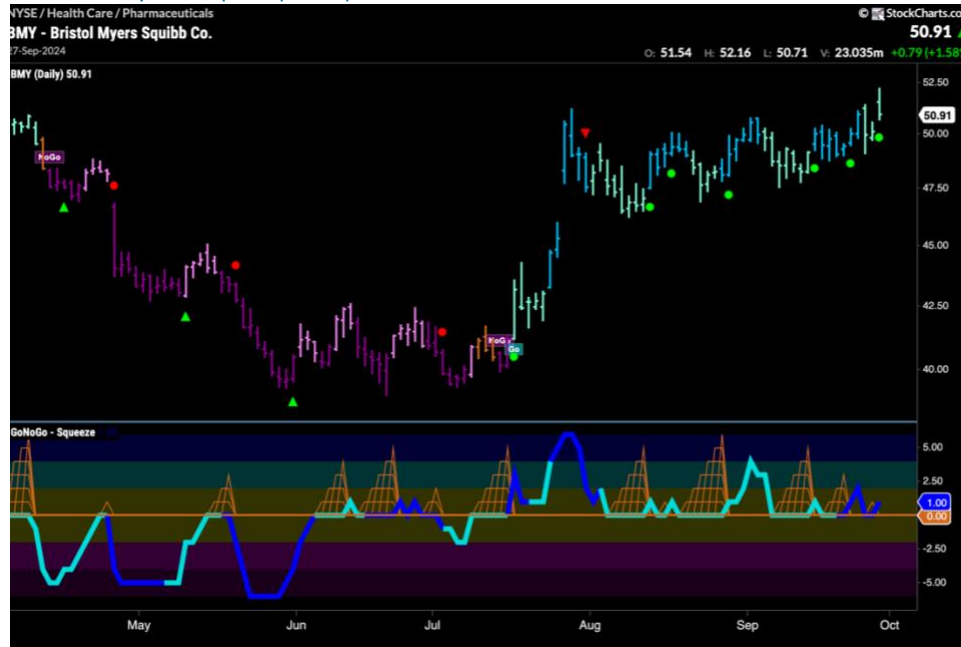 NYSE / Health Care / Pharmaceuticals
© StockCharts.co
BMY - Bristol Myers Squibb Co.
50.91
27-Sep-2024
O: 51.54 H: 52.16 L: 50.71 V: 23.035m +0.79 (+1.58%
BMY (Daily) 50.91
52.50
50.91
50.00
47.50
45.00
42.50
40.00
NoGo
NoGo
Go
GoNoGo - Squeeze
5.00
2.50
1.00
0.00
-2.50
-5.00
May Jun Jul Aug Sep Oct